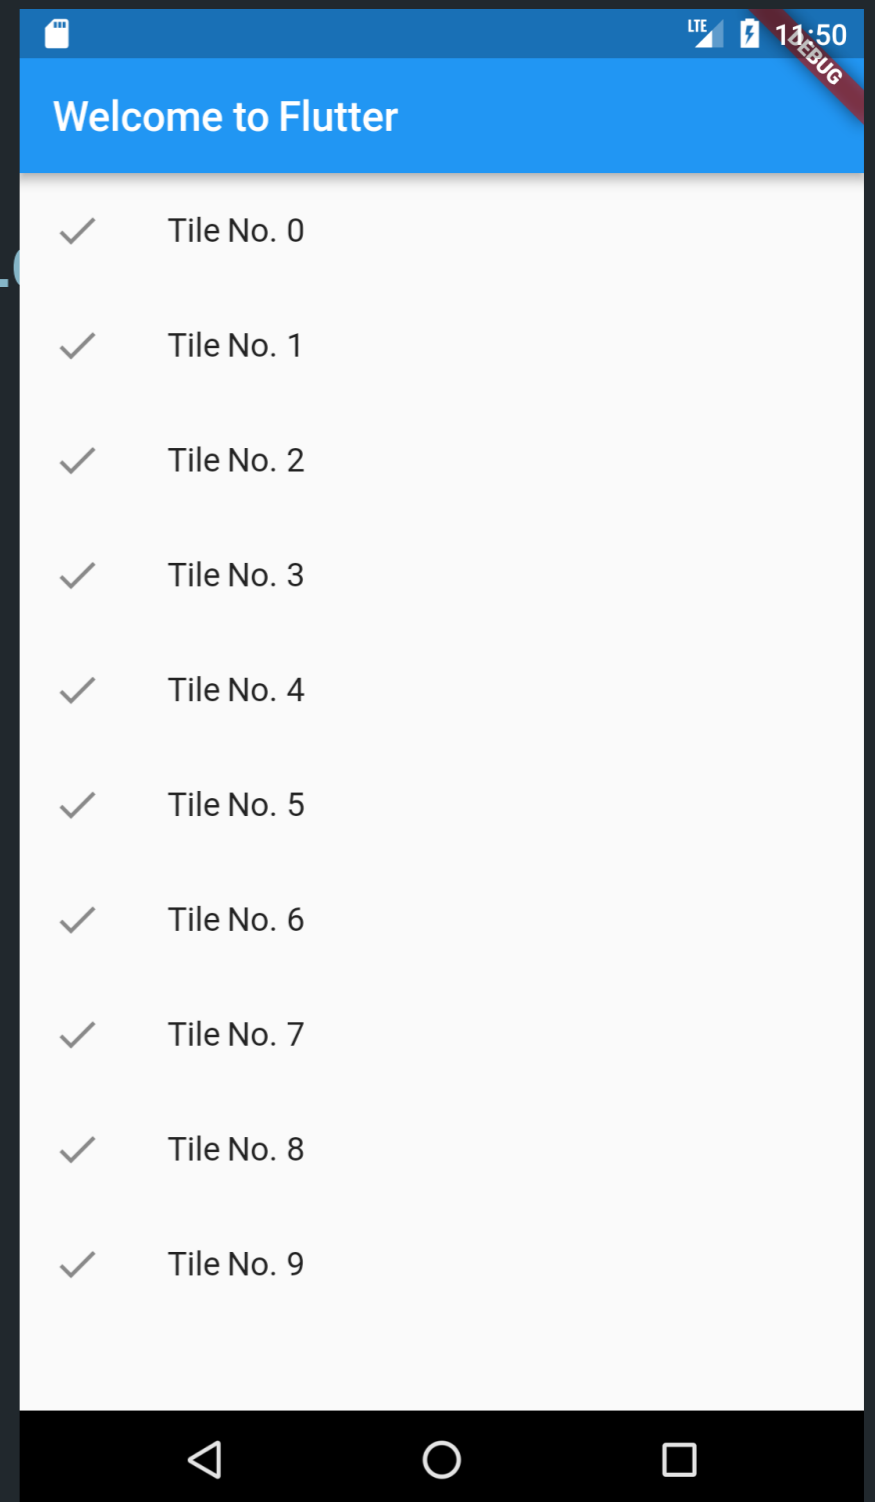 LTE 11:50
DEBUG
Welcome to Flutter
Tile No. 0
Tile No. 1
Tile No. 2
Tile No. 3
Tile No. 4
Tile No. 5
Tile No. 6
Tile No. 7
Tile No. 8
Tile No. 9